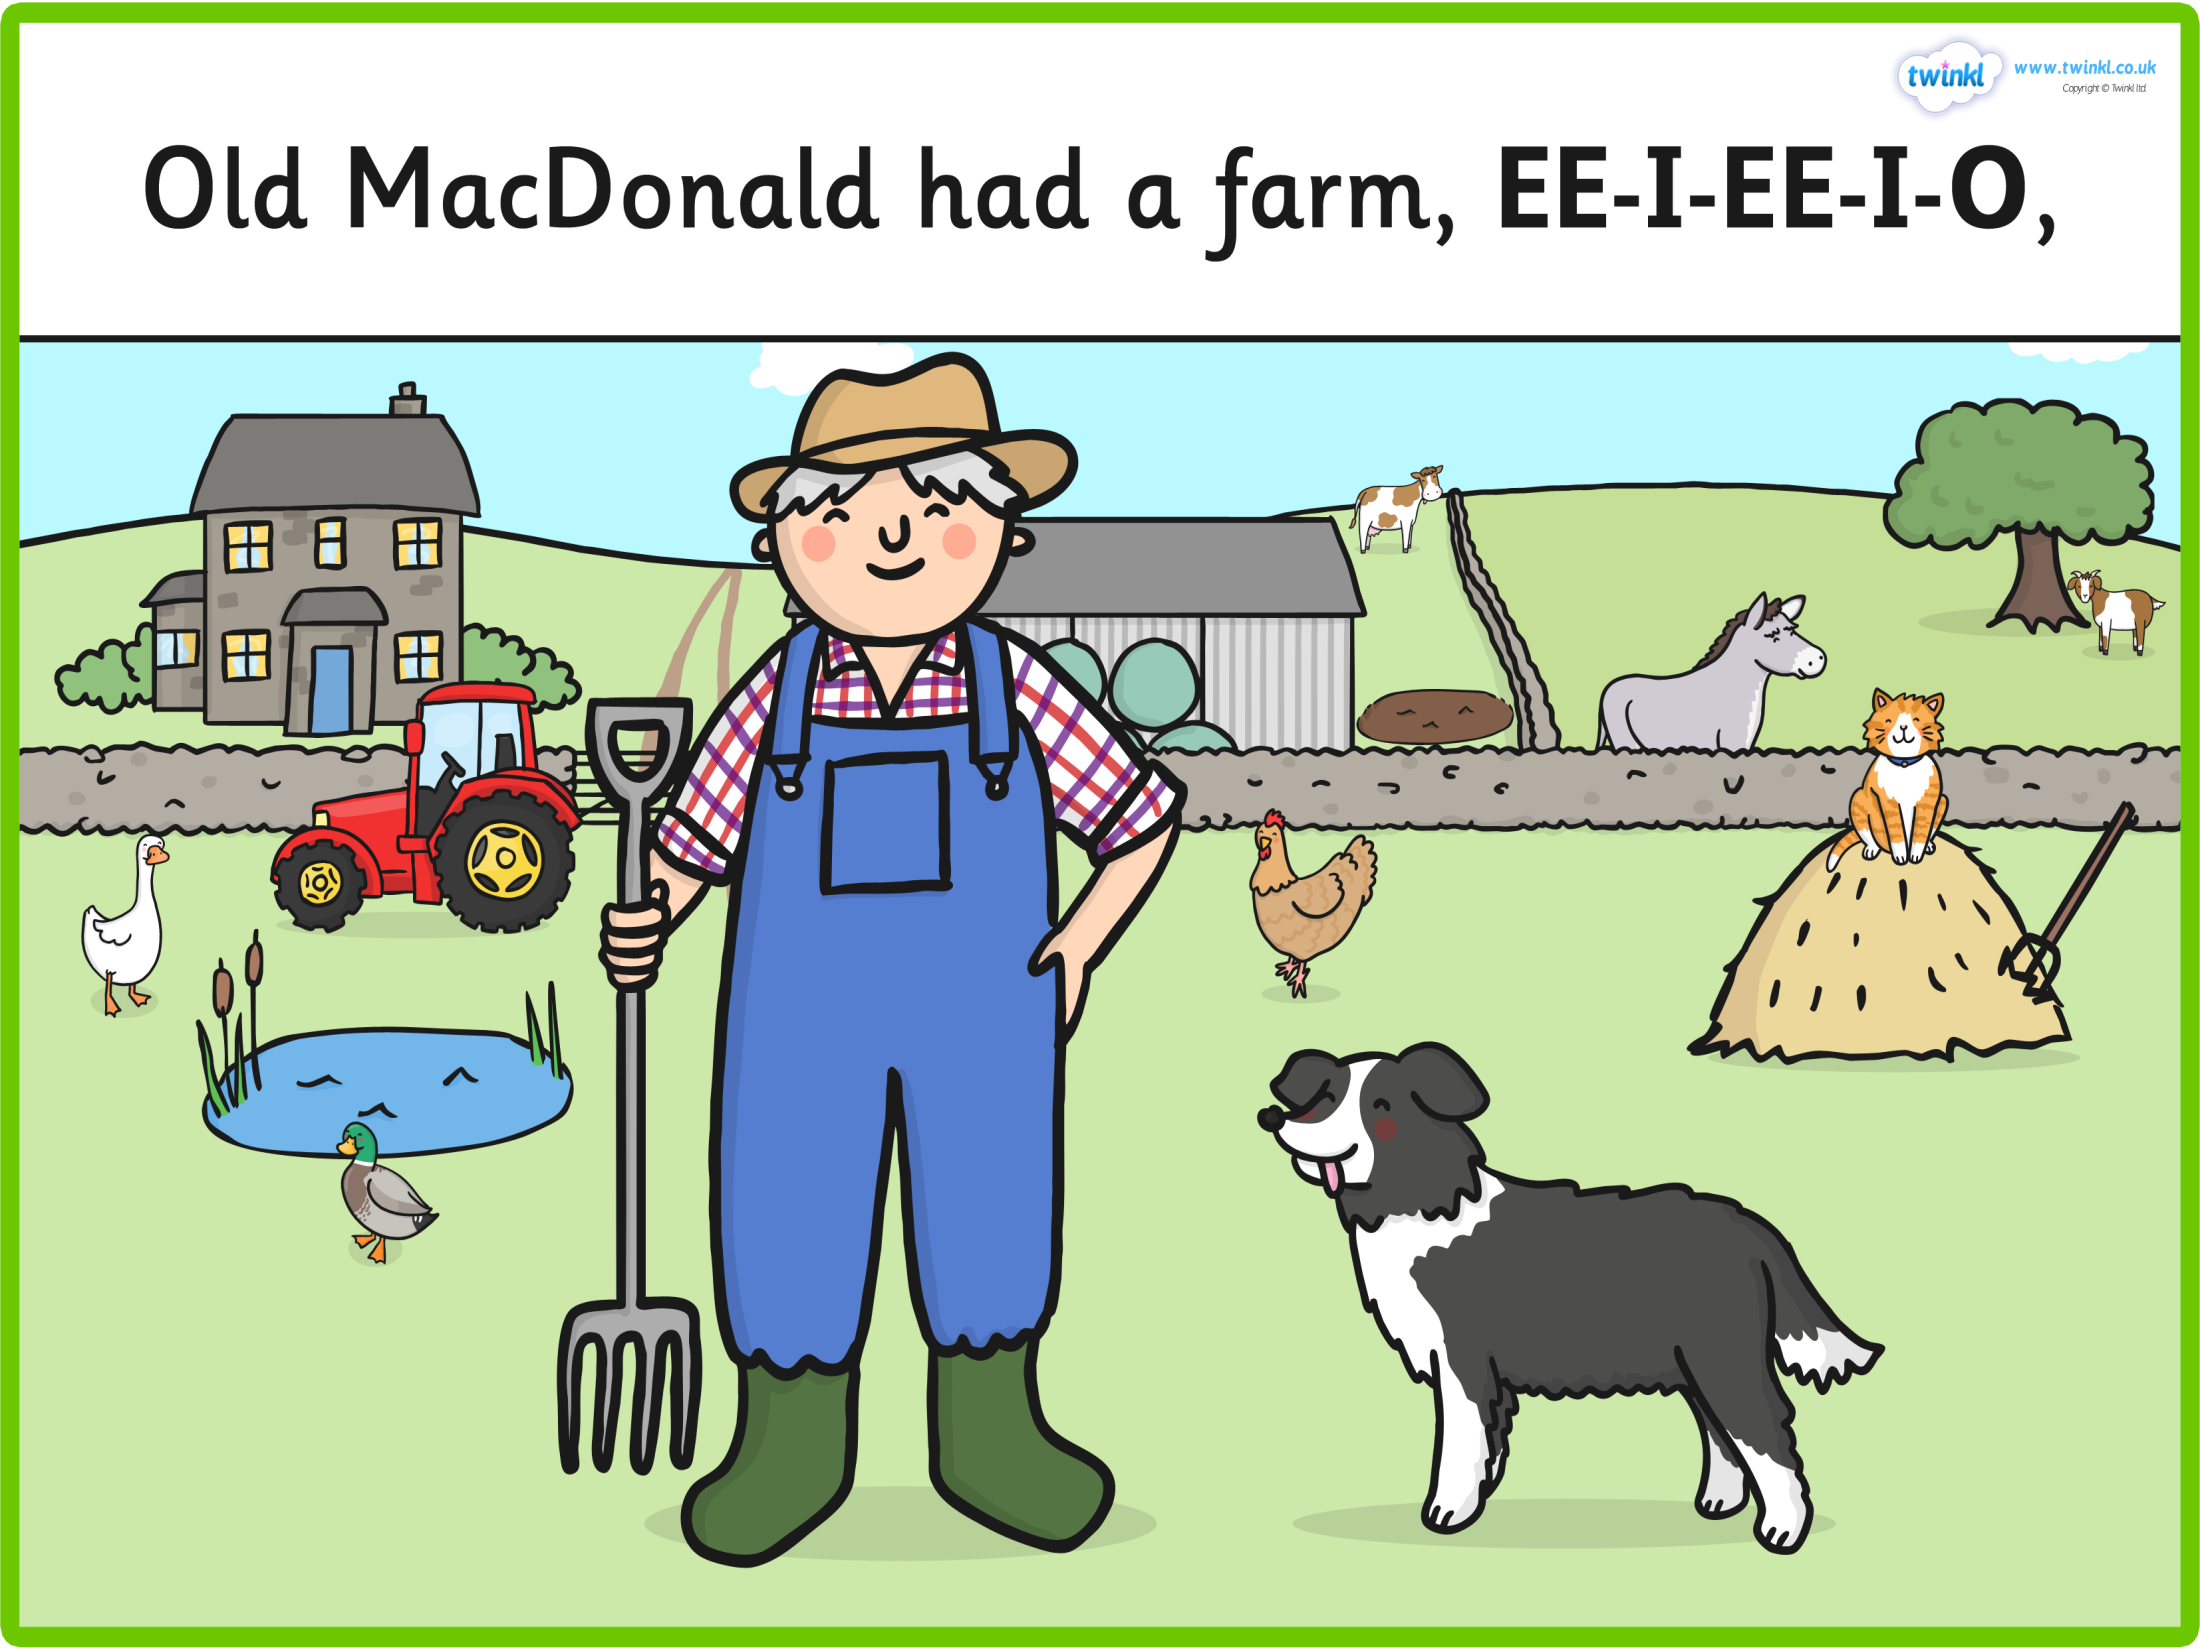 twinkl www.twinkl.co.uk
Copyright © Twinkl ltd.
Old MacDonald had a farm, EE-I-EE-I-O,